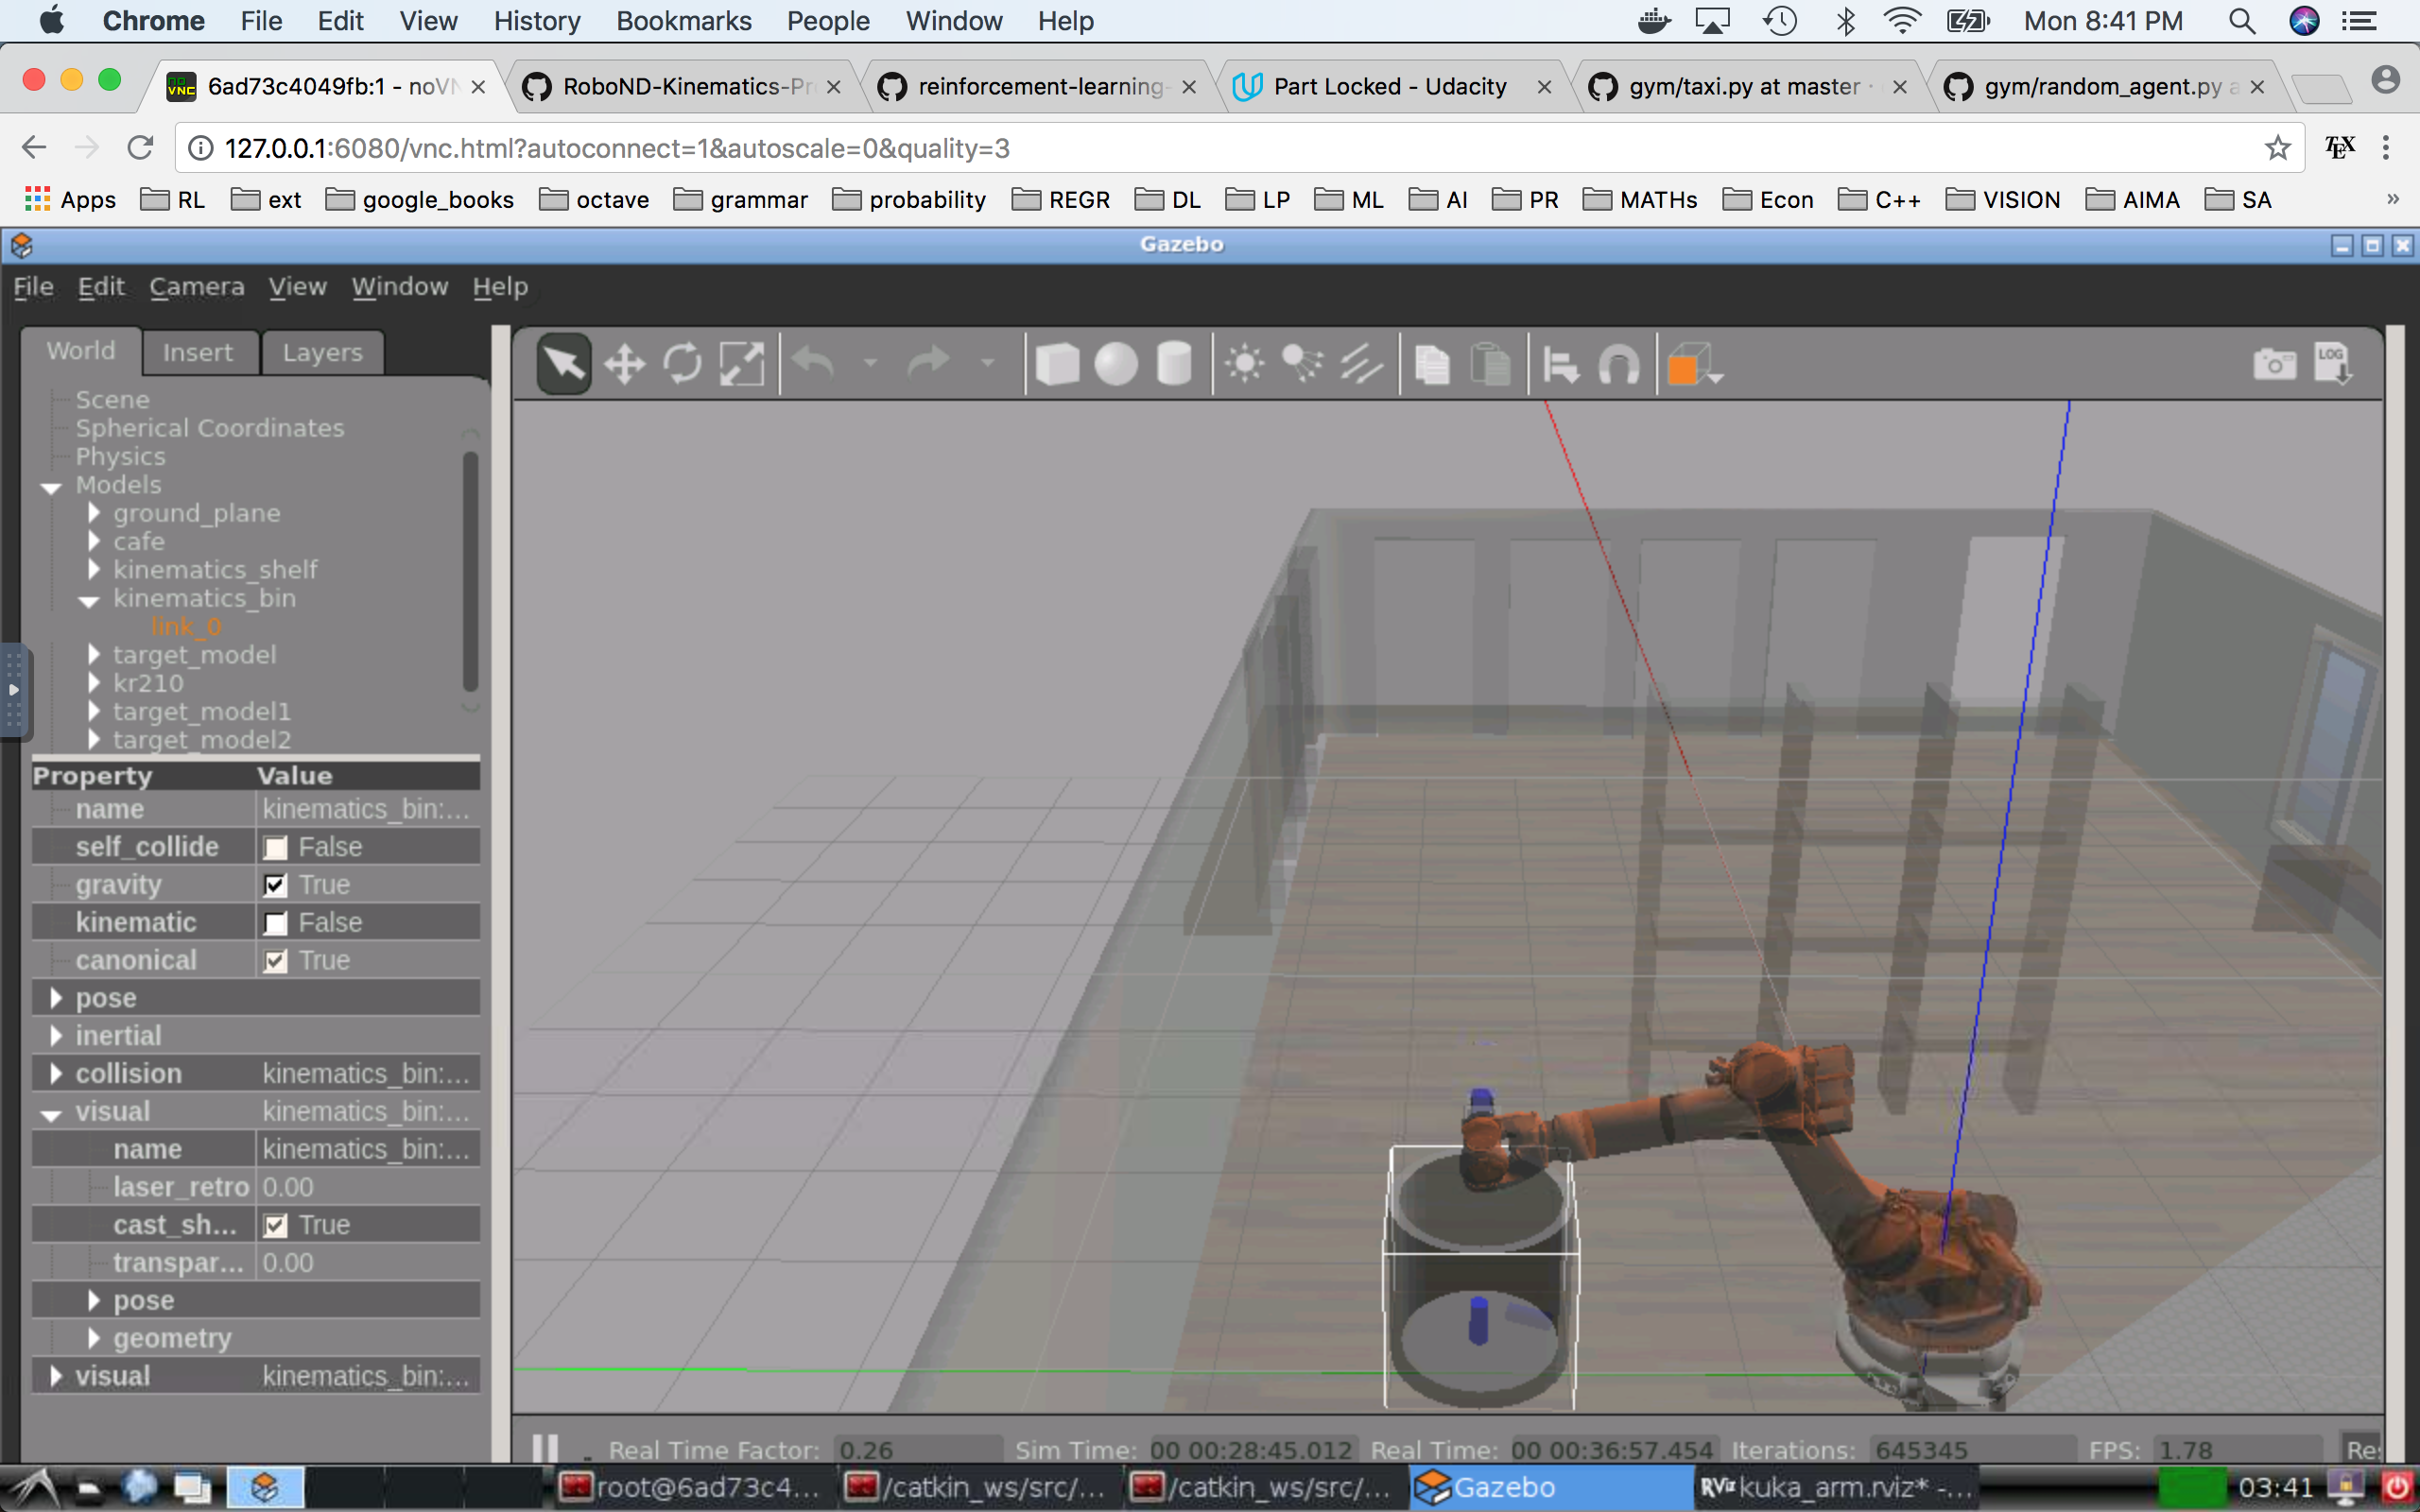 Chrome File Edit View History Bookmarks People Window Help Mon 8:41 PM
6ad73c4049fb:1 - noVN RoboND-Kinematics-Pr reinforcement-learning- Part Locked - Udacity gym/taxi.py at master · gym/random_agent.py a
127.0.0.1:6080/vnc.html?autoconnect=1&autoscale=0&quality=3 TEX
Apps RL ext google_books octave grammar probability REGR DL LP ML AI PR MATHs Econ C++ VISION AIMA SA »
Gazebo
File Edit Camera View Window Help
World Insert Layers
LOG
Scene
Spherical Coordinates
Physics
Models
ground_plane
cafe
kinematics_shelf
kinematics_bin
link_0
target_model
kr210
target_model1
target_model2
Property Value
name kinematics_bin:...
self_collide False
gravity True
kinematic False
canonical True
pose
inertial
collision kinematics_bin:...
visual kinematics_bin:...
name kinematics_bin:...
laser_retro 0.00
cast_sh... True
transpar... 0.00
pose
geometry
visual kinematics_bin:...
Real Time Factor: 0.26 Sim Time: 00 00:28:45.012 Real Time: 00 00:36:57.454 Iterations: 645345 FPS: 1.78 Re
root@6ad73c4... /catkin_ws/src/... /catkin_ws/src/... Gazebo RViz kuka_arm.rviz* -... 03:41